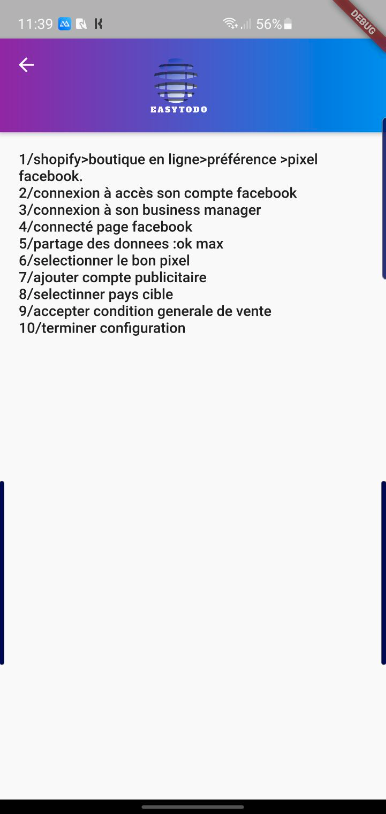 11:39
56%
DEBUG
EASYTODO
1/shopify>boutique en ligne>préférence >pixel
facebook.
2/connexion à accès son compte facebook
3/connexion à son business manager
4/connecté page facebook
5/partage des donnees :ok max
6/selectionner le bon pixel
7/ajouter compte publicitaire
8/selectinner pays cible
9/accepter condition generale de vente
10/terminer configuration